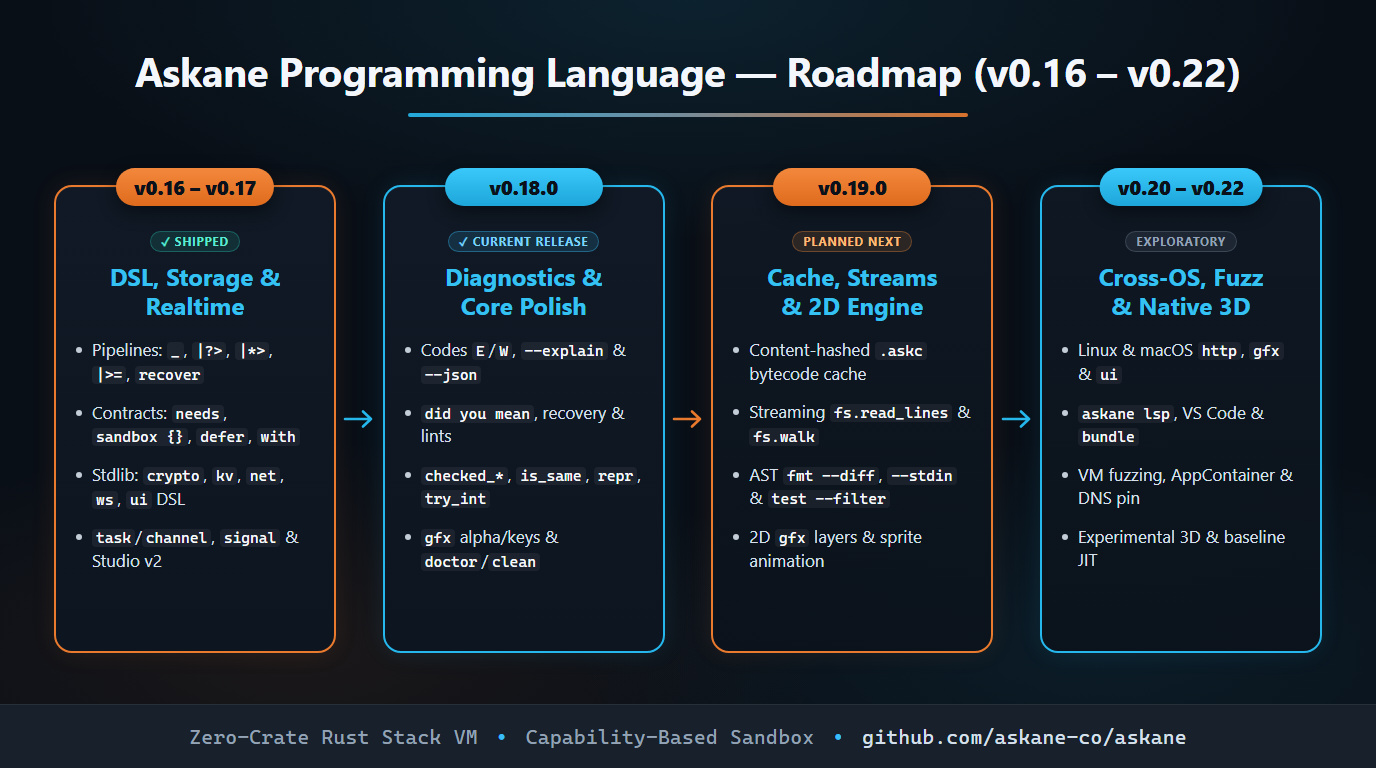 Askane Programming Language — Roadmap (v0.16 – v0.22)
v0.16 – v0.17
✓ SHIPPED
DSL, Storage &
Realtime
• Pipelines: _, |?>, |*>,
|>=, recover
• Contracts: needs,
sandbox {}, defer, with
• Stdlib: crypto, kv, net,
ws, ui DSL
• task/channel, signal &
Studio v2
→
v0.18.0
✓ CURRENT RELEASE
Diagnostics &
Core Polish
• Codes E/W, --explain &
--json
• did you mean, recovery &
lints
• checked_*, is_same, repr,
try_int
• gfx alpha/keys &
doctor/clean
→
v0.19.0
PLANNED NEXT
Cache, Streams
& 2D Engine
• Content-hashed .askc
bytecode cache
• Streaming fs.read_lines &
fs.walk
• AST fmt --diff, --stdin
& test --filter
• 2D gfx layers & sprite
animation
→
v0.20 – v0.22
EXPLORATORY
Cross-OS, Fuzz
& Native 3D
• Linux & macOS http, gfx
& ui
• askane lsp, VS Code &
bundle
• VM fuzzing, AppContainer &
DNS pin
• Experimental 3D & baseline
JIT
Zero-Crate Rust Stack VM • Capability-Based Sandbox • github.com/askane-co/askane